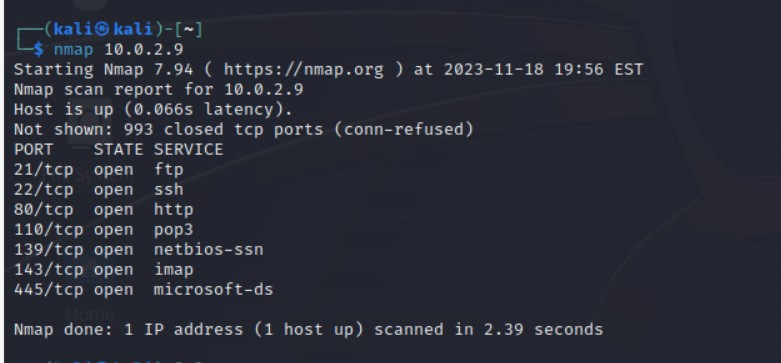 ┌──(kali㉿kali)-[~]
└─$ nmap 10.0.2.9
Starting Nmap 7.94 ( https://nmap.org ) at 2023-11-18 19:56 EST
Nmap scan report for 10.0.2.9
Host is up (0.066s latency).
Not shown: 993 closed tcp ports (conn-refused)
PORT    STATE SERVICE
21/tcp  open  ftp
22/tcp  open  ssh
80/tcp  open  http
110/tcp open  pop3
139/tcp open  netbios-ssn
143/tcp open  imap
445/tcp open  microsoft-ds
Home
Nmap done: 1 IP address (1 host up) scanned in 2.39 seconds